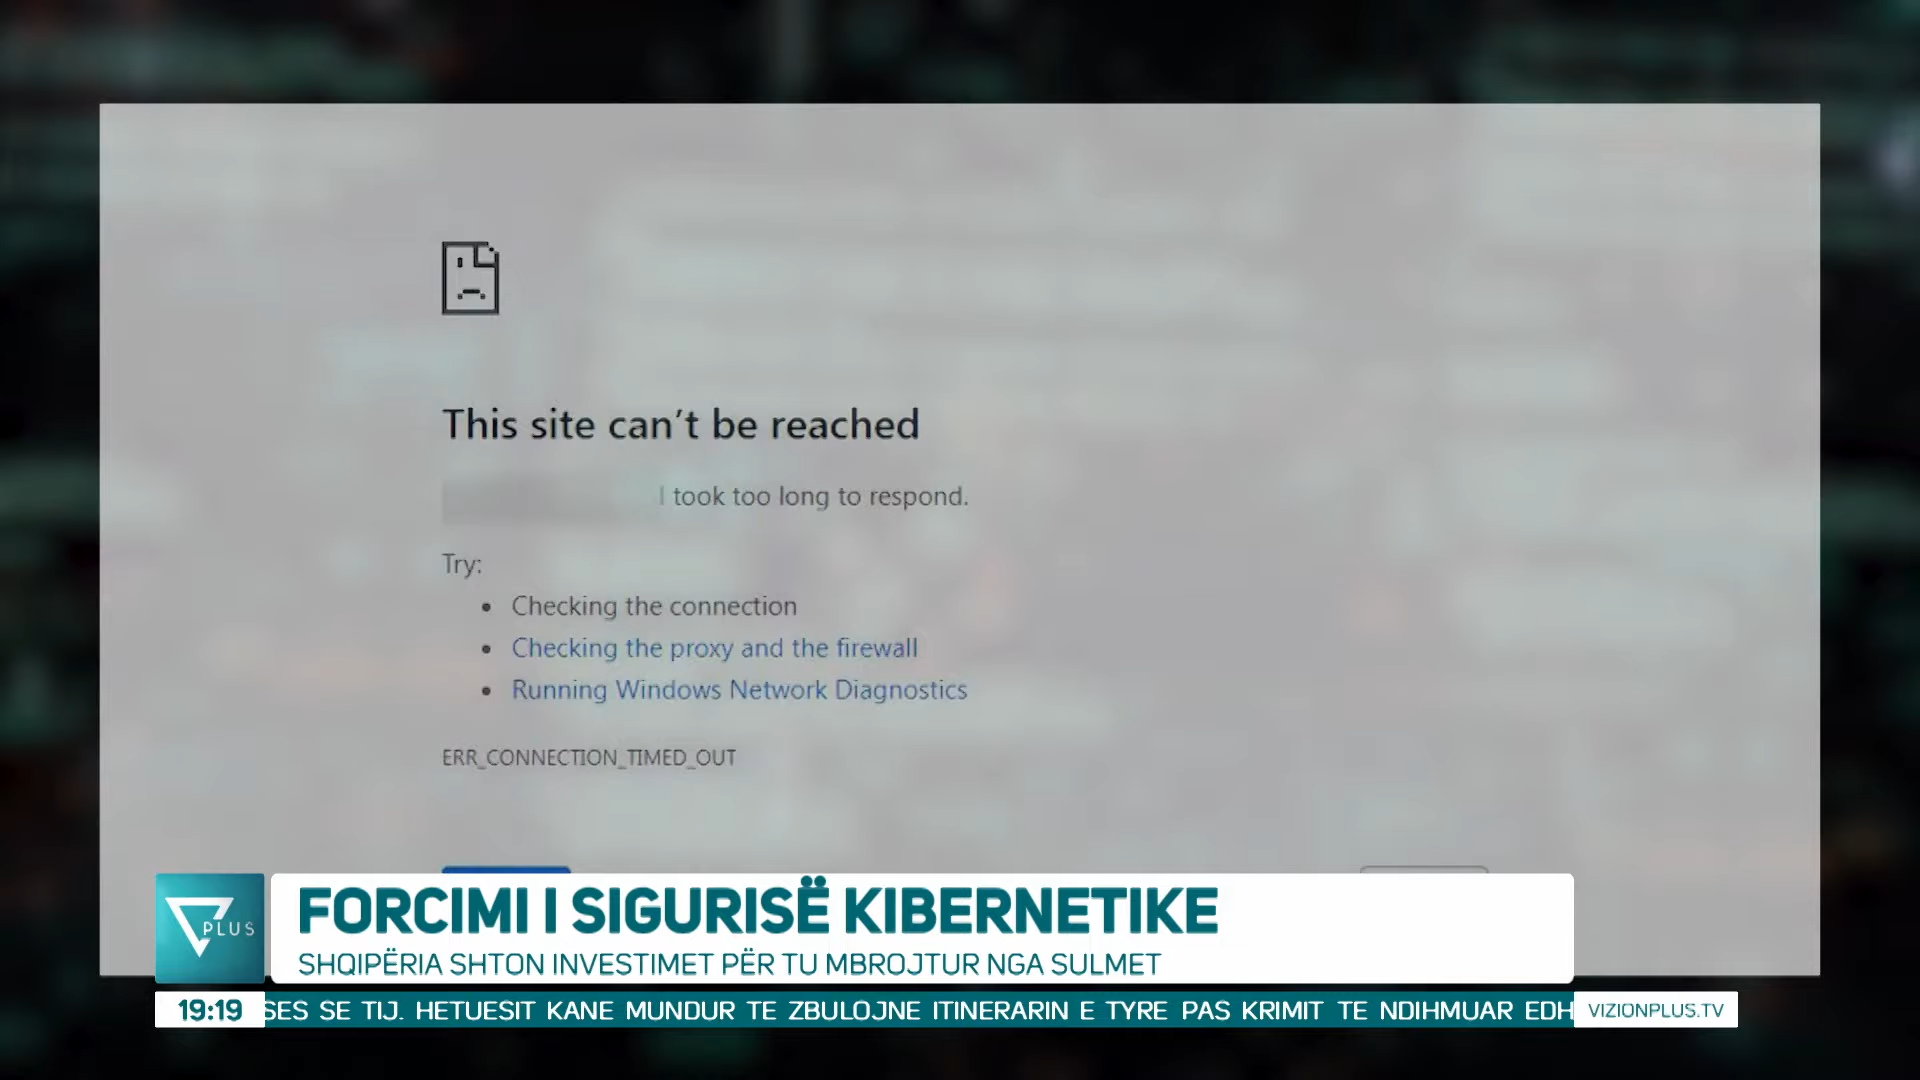 This site can’t be reached
took too long to respond.
Try:
• Checking the connection
• Checking the proxy and the firewall
• Running Windows Network Diagnostics
ERR_CONNECTION_TIMED_OUT
PLUS
FORCIMI I SIGURISË KIBERNETIKE
SHQIPËRIA SHTON INVESTIMET PËR TU MBROJTUR NGA SULMET
19:19 SES SE TIJ. HETUESIT KANE MUNDUR TE ZBULOJNE ITINERARIN E TYRE PAS KRIMIT TE NDIHMUAR EDH VIZIONPLUS.TV